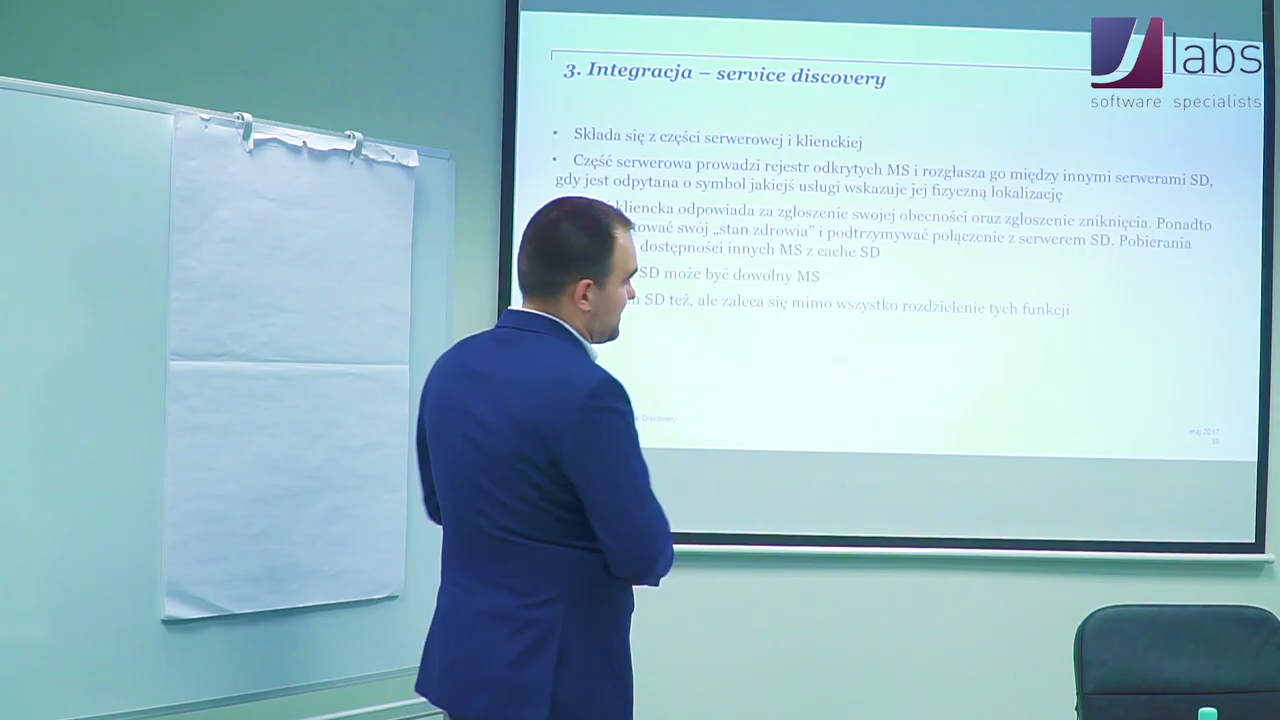 labs
software specialists
3. Integracja – service discovery
• Składa się z części serwerowej i klienckiej
• Część serwerowa prowadzi rejestr odkrytych MS i rozgłasza go między innymi serwerami SD,
gdy jest odpytana o symbol jakiejś usługi wskazuje jej fizyczną lokalizację
kliencka odpowiada za zgłoszenie swojej obecności oraz zgłoszenie zniknięcia. Ponadto
swój „stan zdrowia” i podtrzymywać połączenie z serwerem SD. Pobierania
dostępności innych MS z cache SD
SD może być dowolny MS
SD też, ale zaleca się mimo wszystko rozdzielenie tych funkcji
Discovery
maj 2017